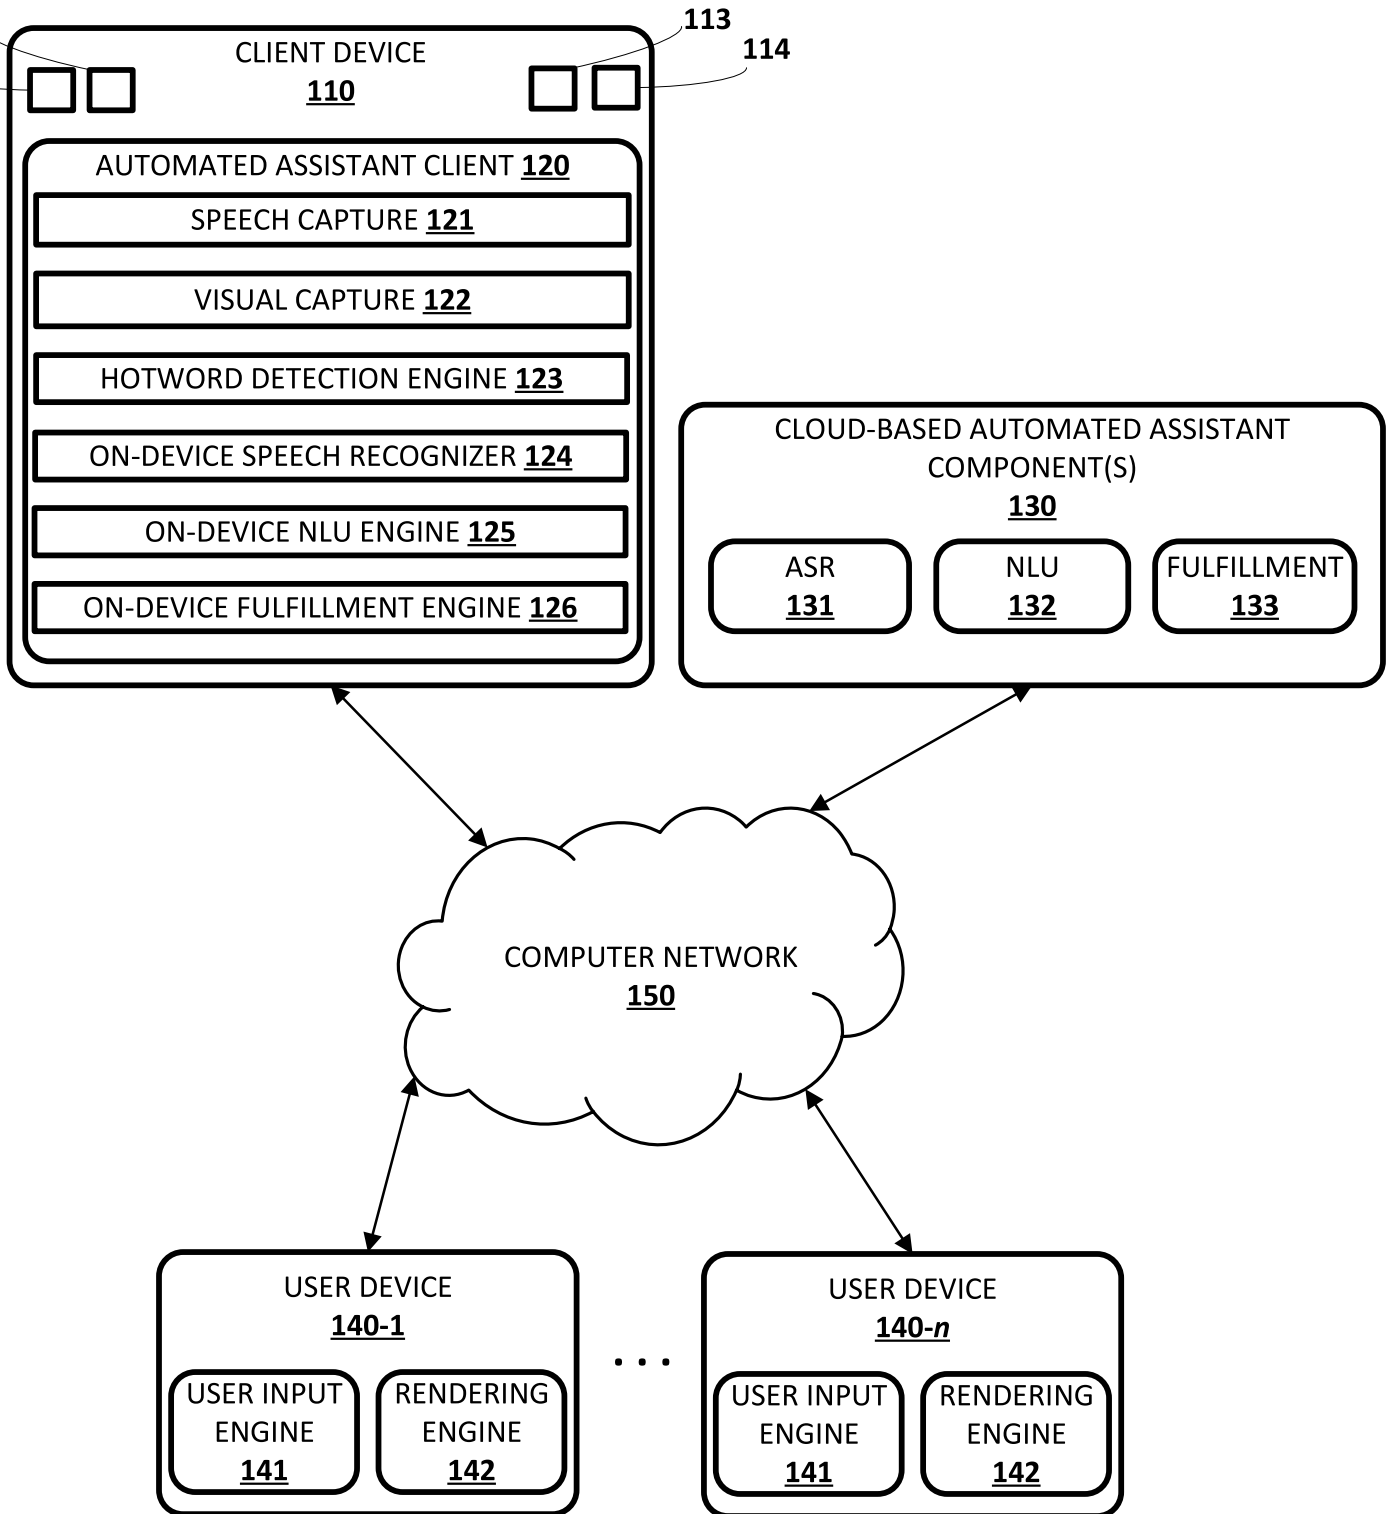 113
114
CLIENT DEVICE
110
AUTOMATED ASSISTANT CLIENT 120
SPEECH CAPTURE 121
VISUAL CAPTURE 122
HOTWORD DETECTION ENGINE 123
ON-DEVICE SPEECH RECOGNIZER 124
ON-DEVICE NLU ENGINE 125
ON-DEVICE FULFILLMENT ENGINE 126
CLOUD-BASED AUTOMATED ASSISTANT
COMPONENT(S)
130
ASR
131
NLU
132
FULFILLMENT
133
COMPUTER NETWORK
150
USER DEVICE
140-1
USER INPUT
ENGINE
141
RENDERING
ENGINE
142
. . .
USER DEVICE
140-n
USER INPUT
ENGINE
141
RENDERING
ENGINE
142